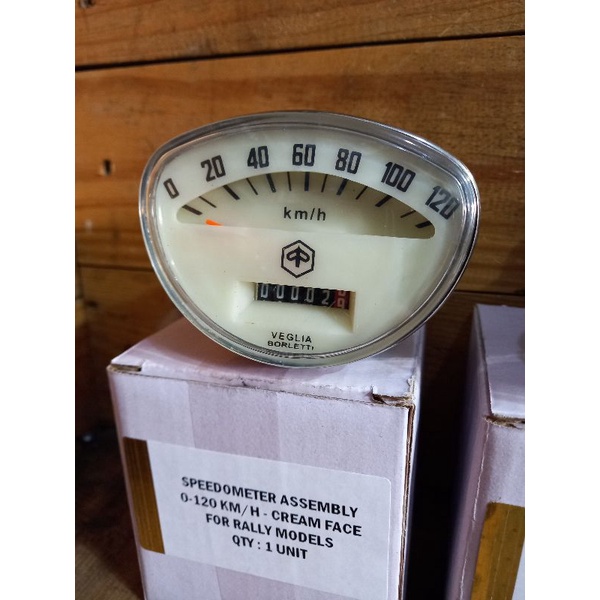 0 20 40 60 80 100 120
km/h
VEGLIA
BORLETTI
SPEEDOMETER ASSEMBLY
0-120 KM/H - CREAM FACE
FOR RALLY MODELS
QTY : 1 UNIT